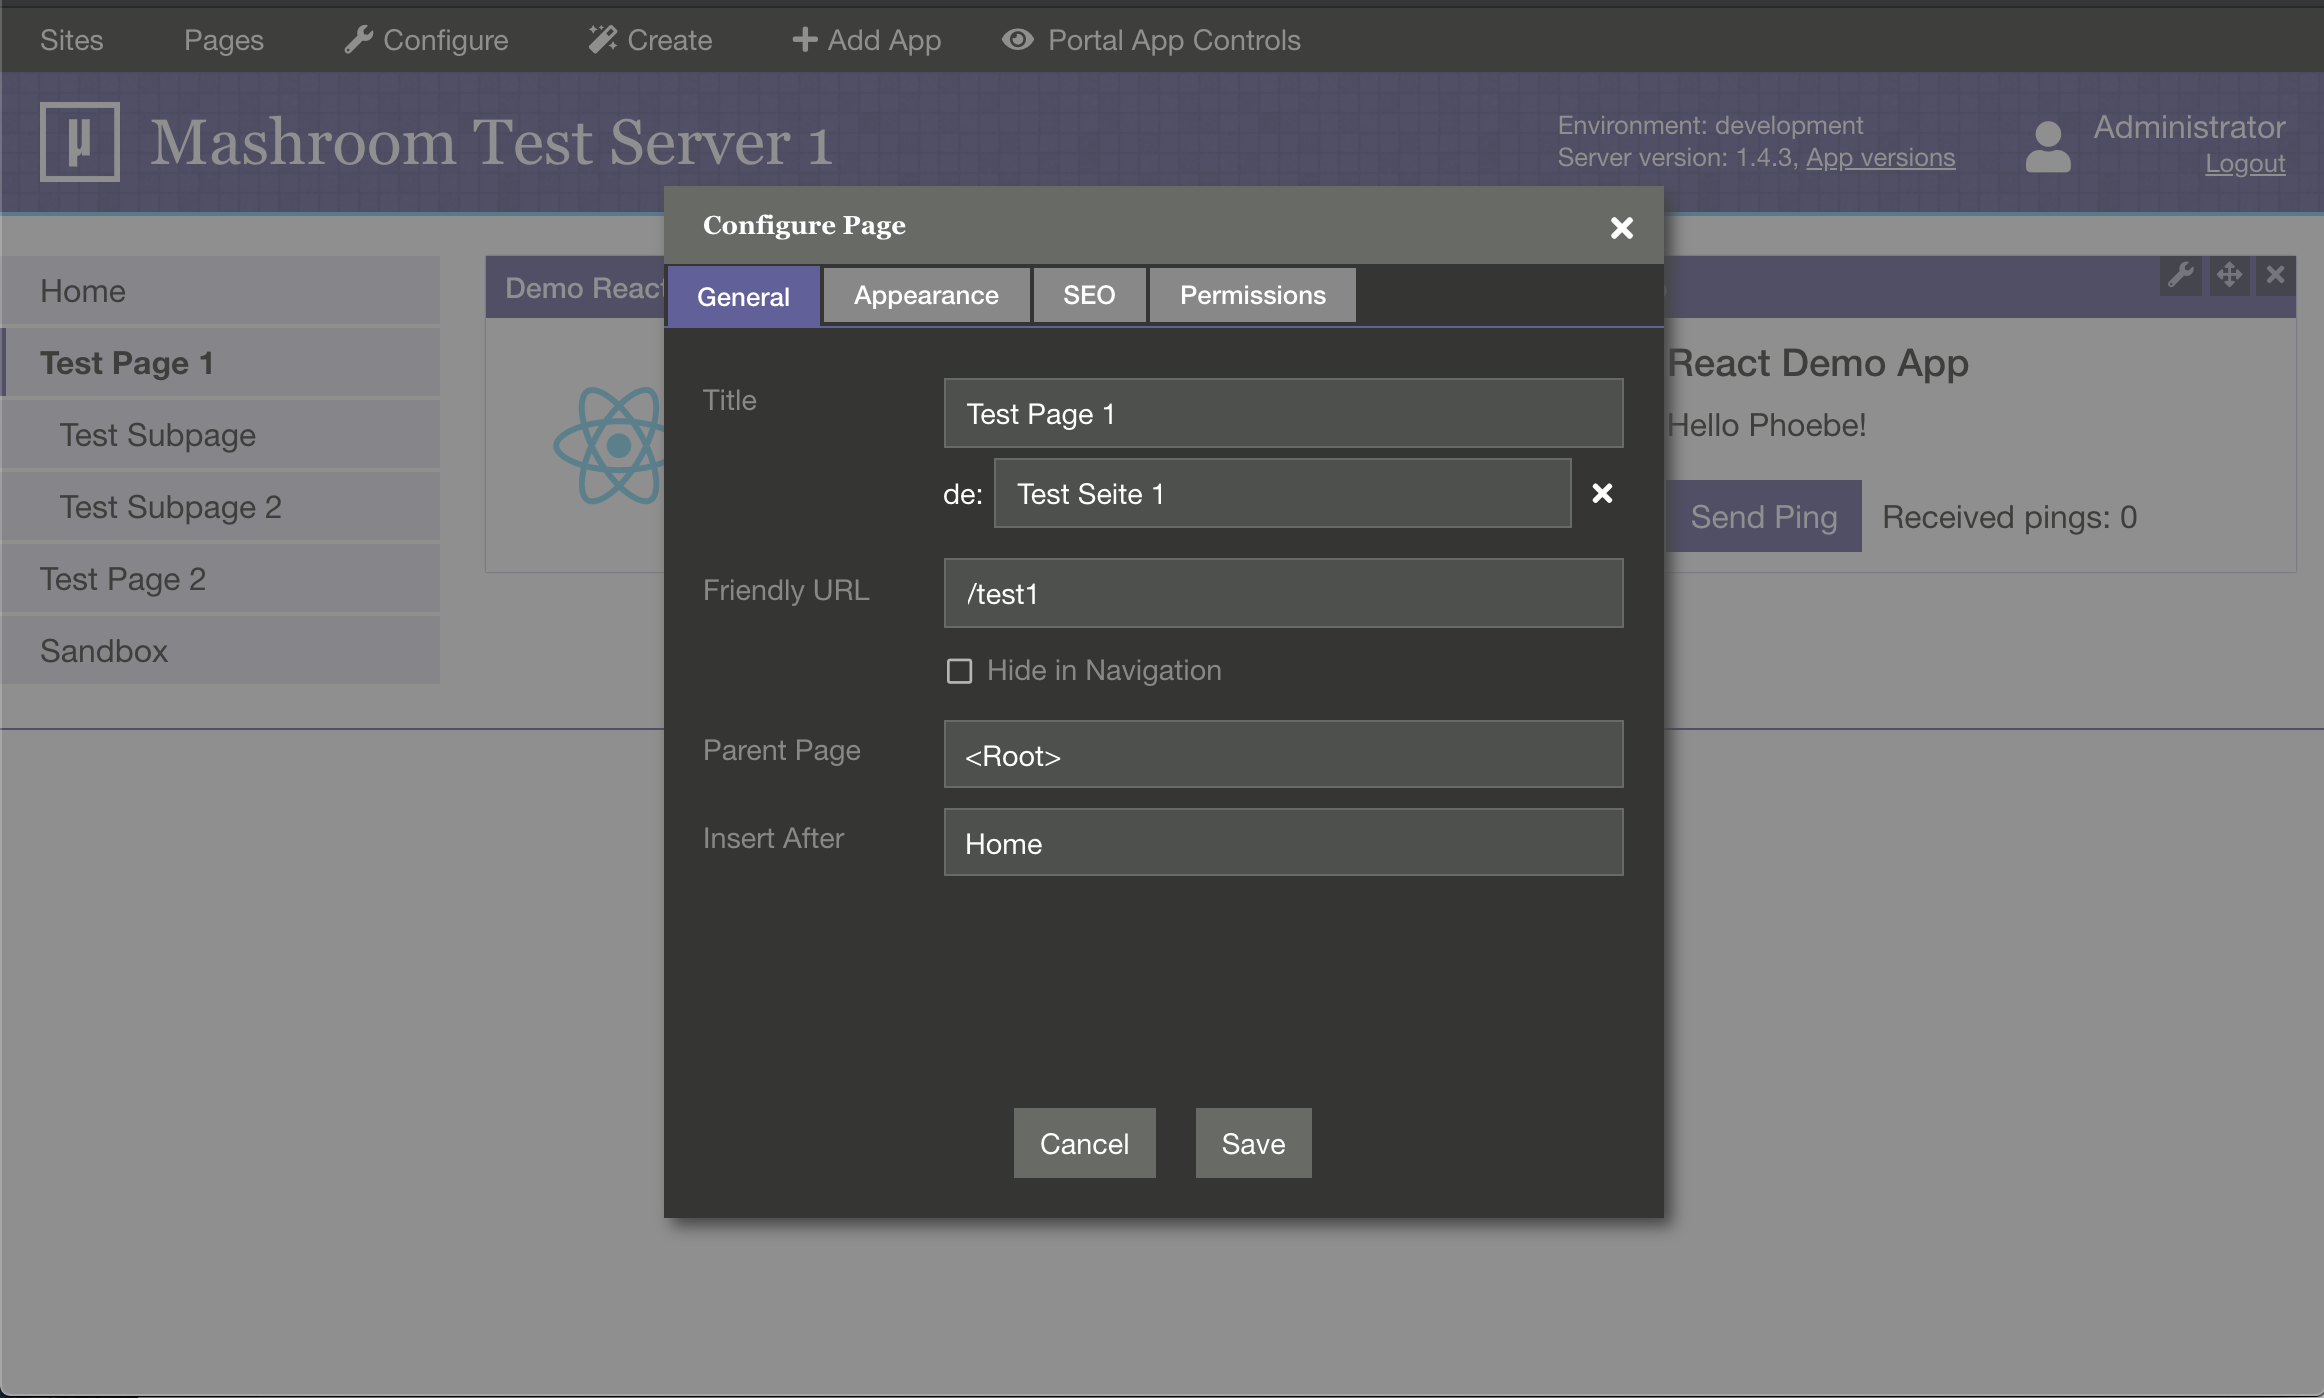 Sites Pages Configure Create Add App Portal App Controls
µ Mashroom Test Server 1
Environment: development
Server version: 1.4.3, App versions
Administrator
Logout
Home
Test Page 1
Test Subpage
Test Subpage 2
Test Page 2
Sandbox
Demo React
Configure Page
General Appearance SEO Permissions
Title Test Page 1
de: Test Seite 1
Friendly URL /test1
Hide in Navigation
Parent Page <Root>
Insert After Home
Cancel Save
React Demo App
Hello Phoebe!
Send Ping Received pings: 0